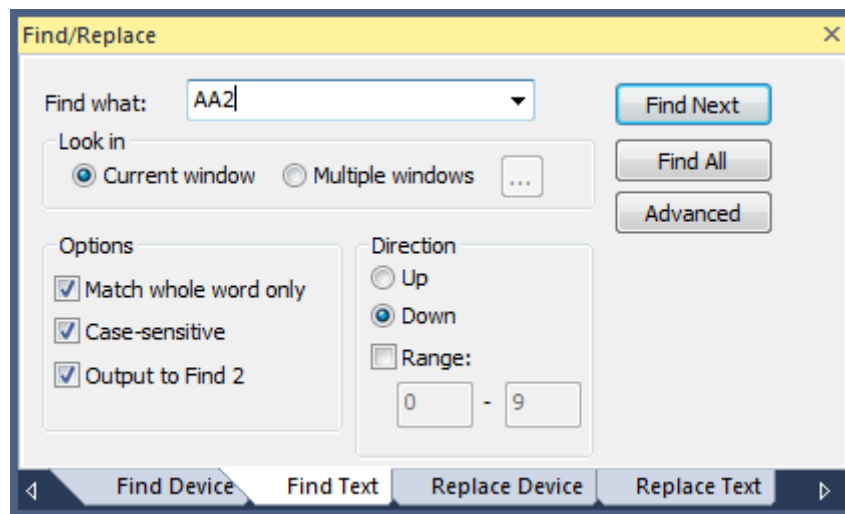 Find/Replace
Find what: AA2
Find Next
Look in
Current window Multiple windows ...
Find All
Advanced
Options
Match whole word only
Case-sensitive
Output to Find 2
Direction
Up
Down
Range:
0 - 9
Find Device Find Text Replace Device Replace Text